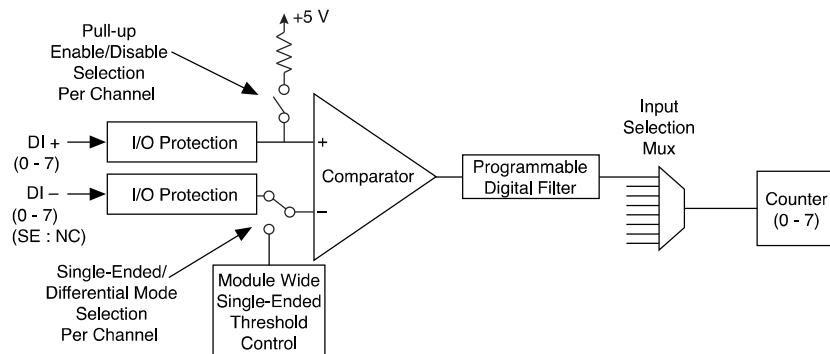 +5 V
Pull-up
Enable/Disable
Selection
Per Channel
DI +
(0 - 7)
I/O Protection
DI −
(0 - 7)
(SE : NC)
I/O Protection
+
−
Comparator
Programmable
Digital Filter
Input
Selection
Mux
Counter
(0 - 7)
Single-Ended/
Differential Mode
Selection
Per Channel
Module Wide
Single-Ended
Threshold
Control